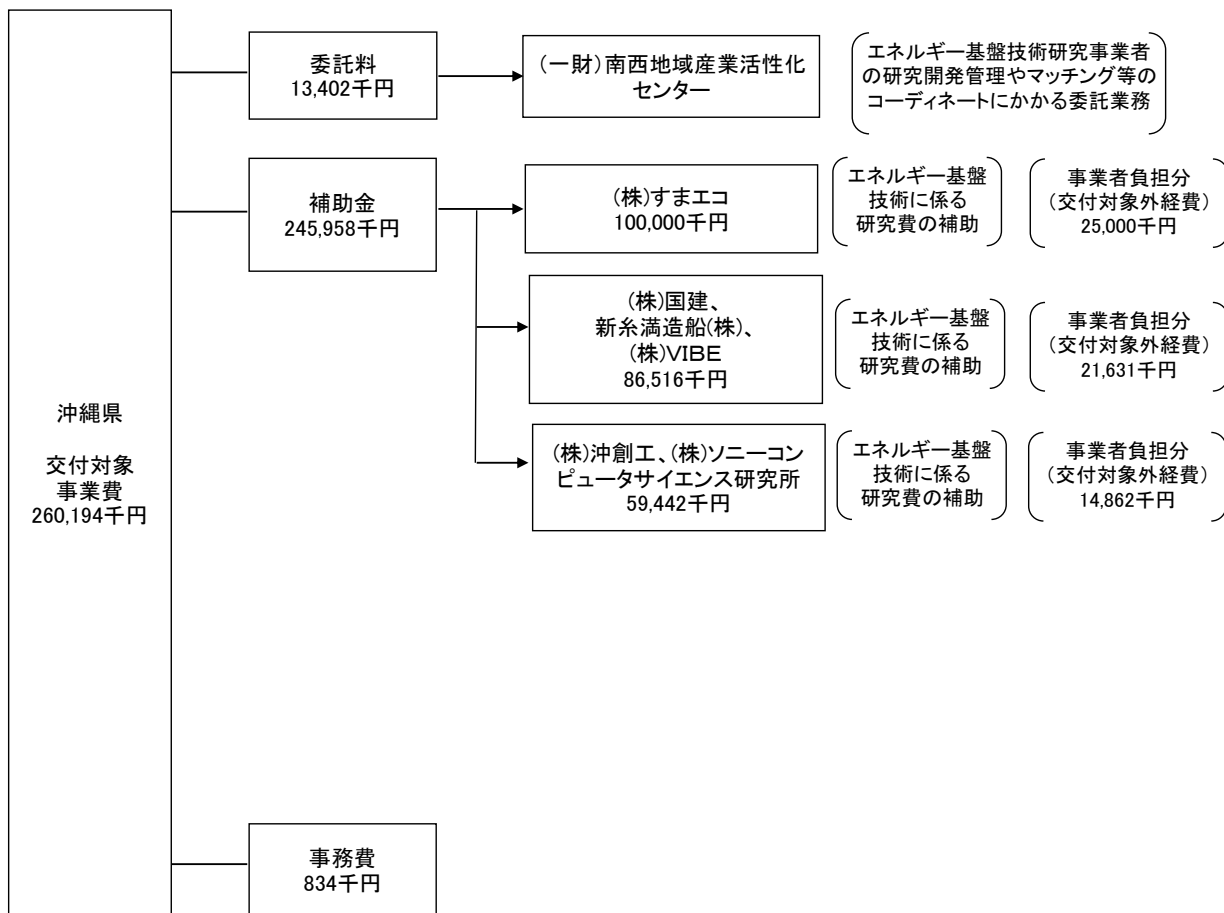 沖縄県
交付対象
事業費
260,194千円
委託料
13,402千円
(一財)南西地域産業活性化
センター
エネルギー基盤技術研究事業者
の研究開発管理やマッチング等の
コーディネートにかかる委託業務
補助金
245,958千円
(株)すまエコ
100,000千円
エネルギー基盤
技術に係る
研究費の補助
事業者負担分
(交付対象外経費)
25,000千円
(株)国建、
新糸満造船(株)、
(株)VIBE
86,516千円
エネルギー基盤
技術に係る
研究費の補助
事業者負担分
(交付対象外経費)
21,631千円
(株)沖創工、(株)ソニーコン
ピュータサイエンス研究所
59,442千円
エネルギー基盤
技術に係る
研究費の補助
事業者負担分
(交付対象外経費)
14,862千円
事務費
834千円